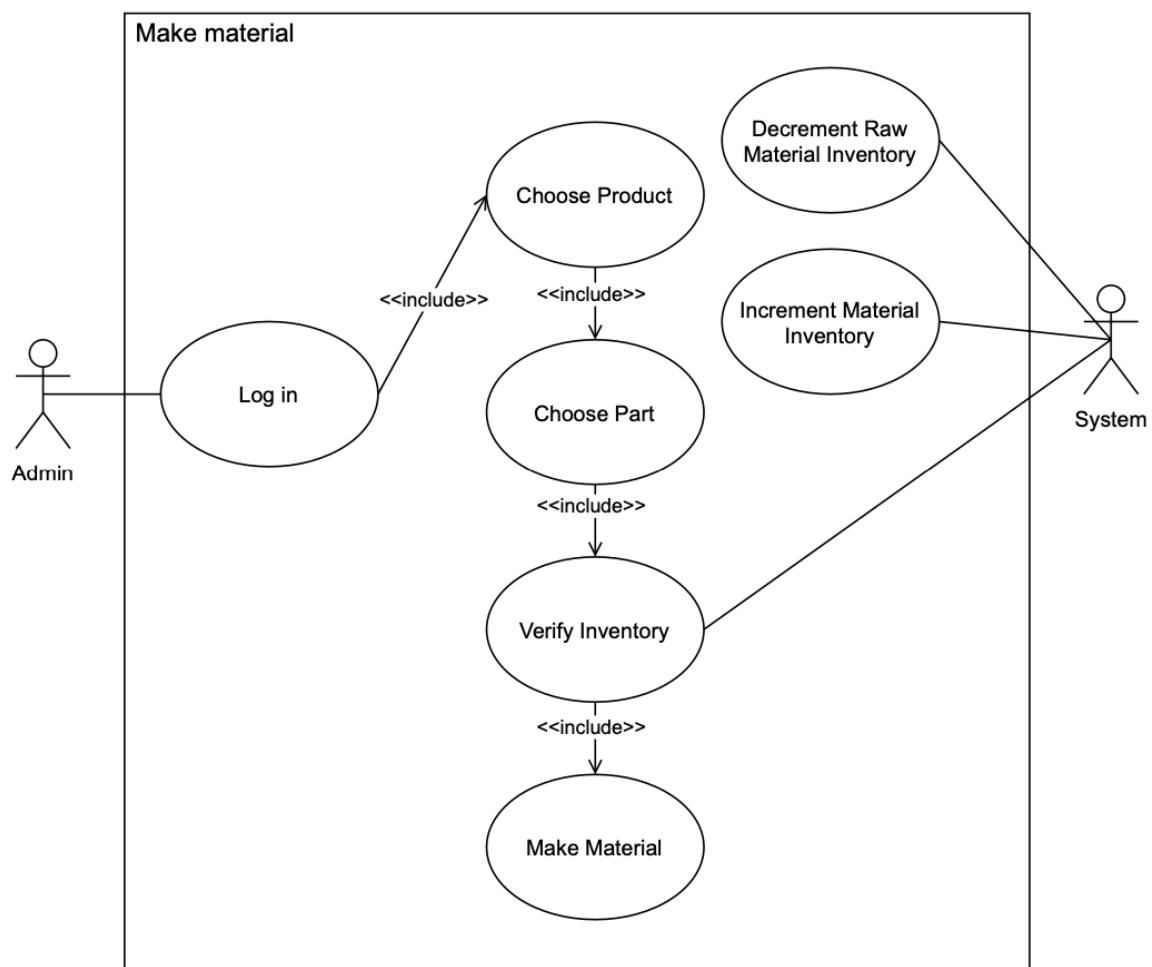 Make material
Decrement Raw
Material Inventory
Choose Product
<<include>>
<<include>>
Increment Material
Inventory
Log in
Choose Part
System
Admin
<<include>>
Verify Inventory
<<include>>
Make Material